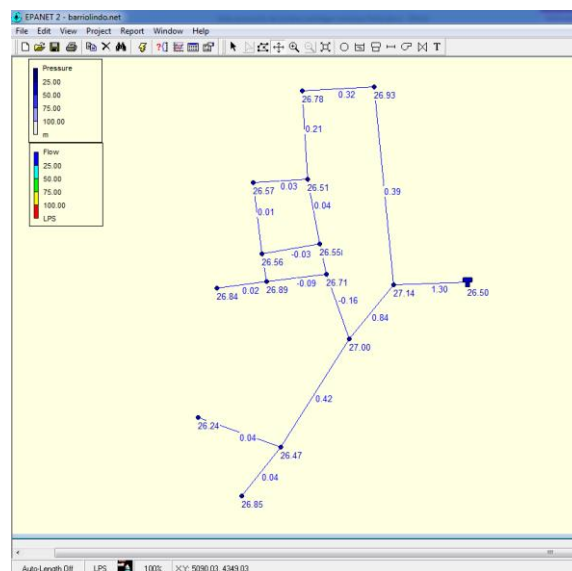 EPANET 2 - barriolindo.net
File Edit View Project Report Window Help
T
Pressure
25.00
50.00
75.00
100.00
m
Flow
25.00
50.00
75.00
100.00
LPS
26.78 0.32 26.93
0.21
0.39
26.57 0.03 26.51
0.01 0.04
26.56 -0.03 26.55
26.84 0.02 26.89 -0.09 26.71
-0.16
27.14 1.30 26.50
0.84
27.00
0.42
26.24
0.04 26.47
0.04
26.85
Auto-Length Off LPS 100% X,Y: 5090.03, 4349.03